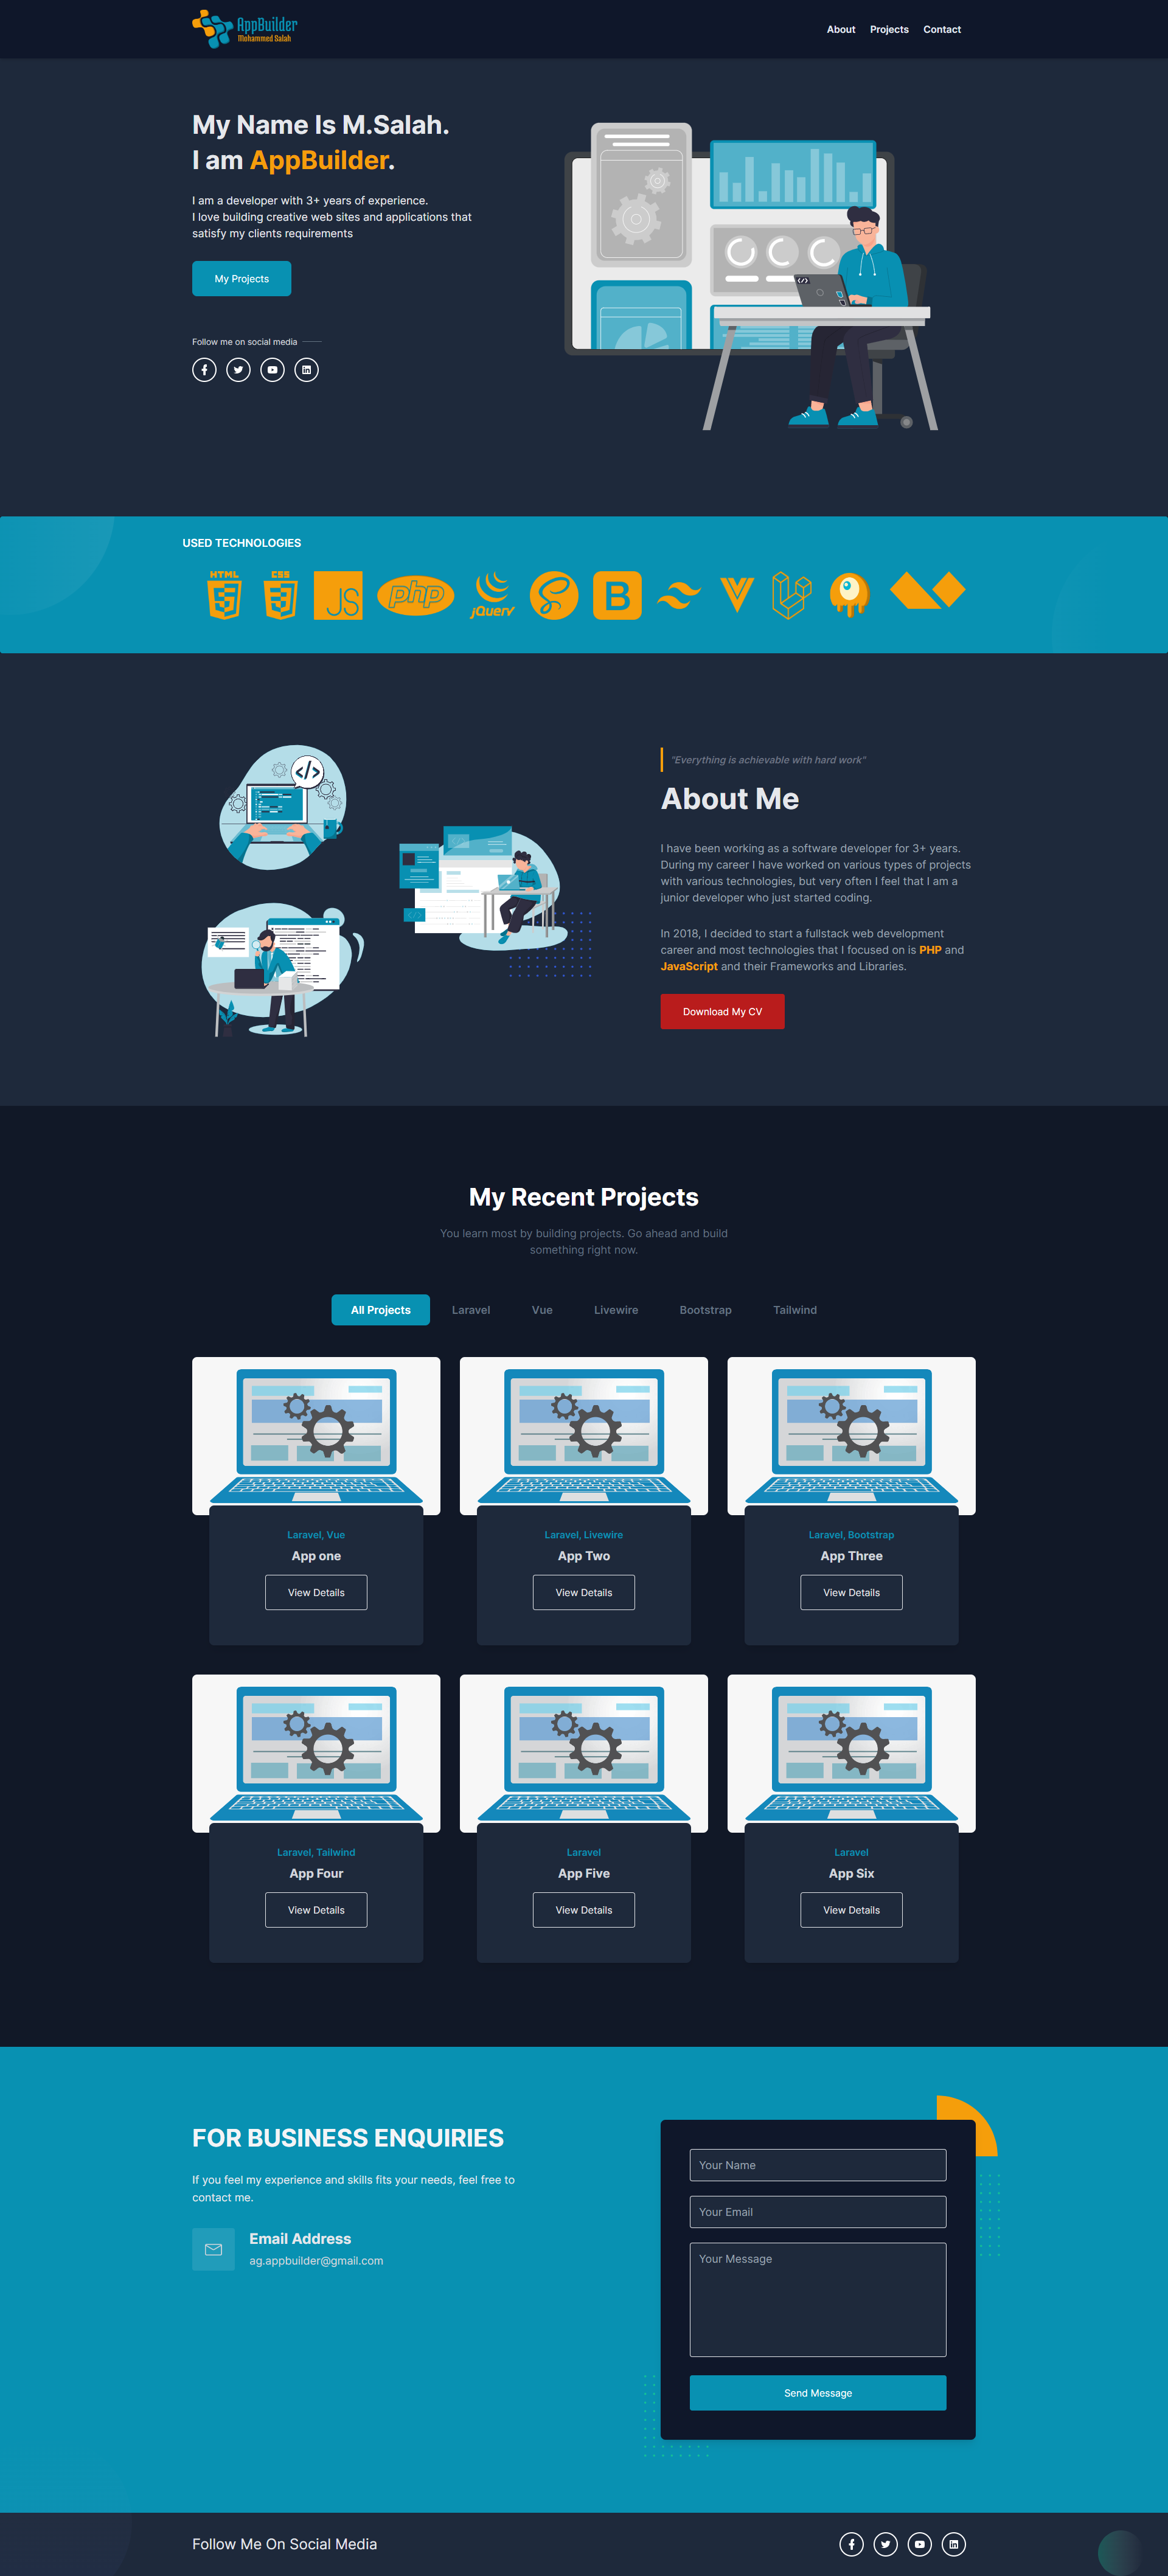 AppBuilder
Mohammed Salah
About
Projects
Contact
My Name Is M.Salah.
I am AppBuilder.
I am a developer with 3+ years of experience.
I love building creative web sites and applications that
satisfy my clients requirements
My Projects
Follow me on social media
USED TECHNOLOGIES
HTML
CSS
JS
php
jQuery
B
"Everything is achievable with hard work"
About Me
I have been working as a software developer for 3+ years.
During my career I have worked on various types of projects
with various technologies, but very often I feel that I am a
junior developer who just started coding.
In 2018, I decided to start a fullstack web development
career and most technologies that I focused on is PHP and
JavaScript and their Frameworks and Libraries.
Download My CV
My Recent Projects
You learn most by building projects. Go ahead and build
something right now.
All Projects
Laravel
Vue
Livewire
Bootstrap
Tailwind
Laravel, Vue
App one
View Details
Laravel, Livewire
App Two
View Details
Laravel, Bootstrap
App Three
View Details
Laravel, Tailwind
App Four
View Details
Laravel
App Five
View Details
Laravel
App Six
View Details
FOR BUSINESS ENQUIRIES
If you feel my experience and skills fits your needs, feel free to
contact me.
Email Address
ag.appbuilder@gmail.com
Your Name
Your Email
Your Message
Send Message
Follow Me On Social Media